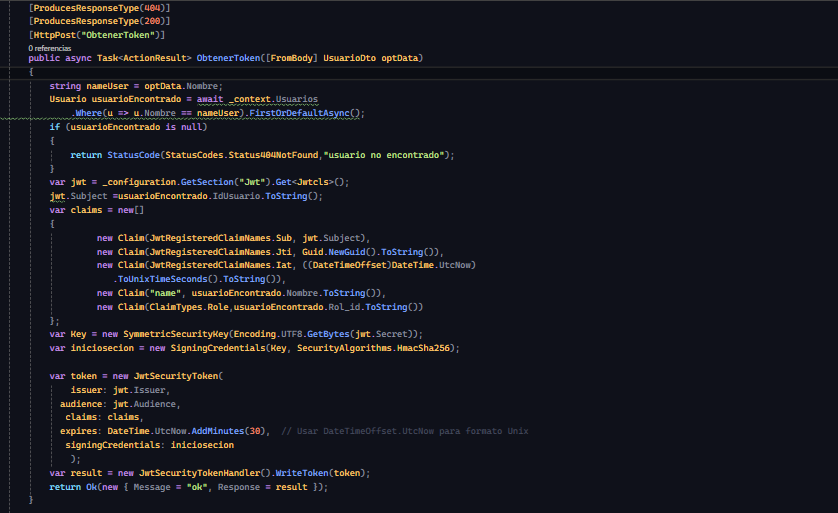 [ProducesResponseType(404)]
[ProducesResponseType(200)]
[HttpPost("ObtenerToken")]
0 referencias
public async Task<ActionResult> ObtenerToken([FromBody] UsuarioDto optData)
{
string nameUser = optData.Nombre;
Usuario usuarioEncontrado = await _context.Usuarios
.Where(u => u.Nombre == nameUser).FirstOrDefaultAsync();
if (usuarioEncontrado is null)
{
return StatusCode(StatusCodes.Status404NotFound,"usuario no encontrado");
}
var jwt = _configuration.GetSection("Jwt").Get<Jwtcls>();
jwt.Subject =usuarioEncontrado.IdUsuario.ToString();
var claims = new[]
{
new Claim(JwtRegisteredClaimNames.Sub, jwt.Subject),
new Claim(JwtRegisteredClaimNames.Jti, Guid.NewGuid().ToString()),
new Claim(JwtRegisteredClaimNames.Iat, ((DateTimeOffset)DateTime.UtcNow)
.ToUnixTimeSeconds().ToString()),
new Claim("name", usuarioEncontrado.Nombre.ToString()),
new Claim(ClaimTypes.Role,usuarioEncontrado.Rol_id.ToString())
};
var Key = new SymmetricSecurityKey(Encoding.UTF8.GetBytes(jwt.Secret));
var iniciosecion = new SigningCredentials(Key, SecurityAlgorithms.HmacSha256);
var token = new JwtSecurityToken(
issuer: jwt.Issuer,
audience: jwt.Audience,
claims: claims,
expires: DateTime.UtcNow.AddMinutes(30), // Usar DateTimeOffset.UtcNow para formato Unix
signingCredentials: iniciosecion
);
var result = new JwtSecurityTokenHandler().WriteToken(token);
return Ok(new { Message = "ok", Response = result });
}